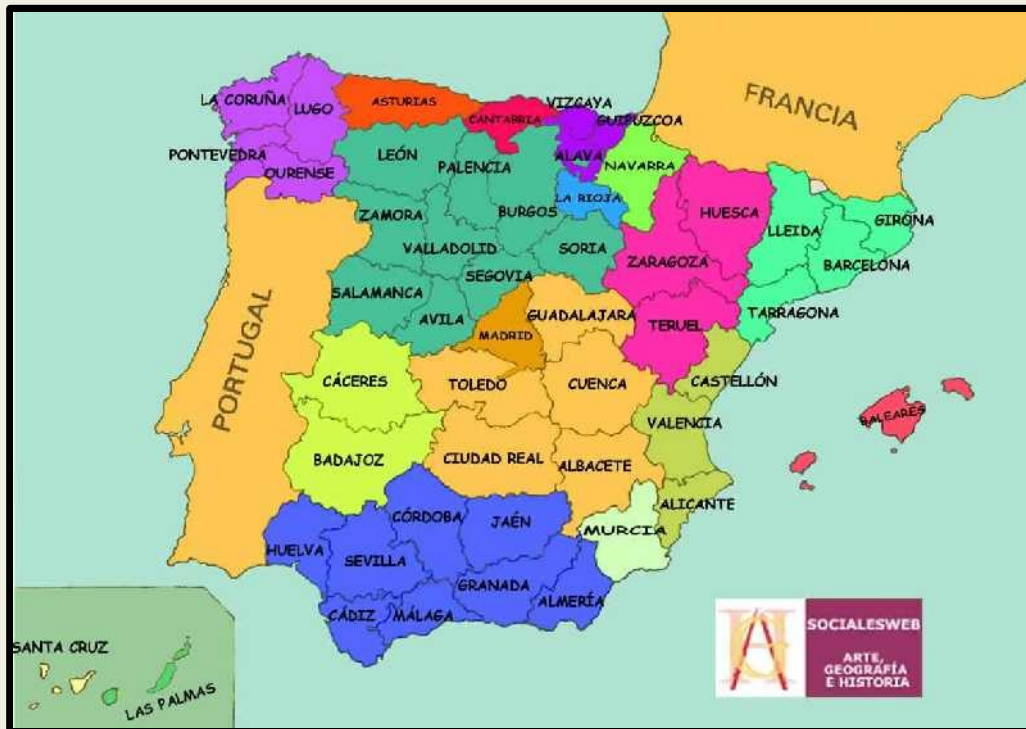 FRANCIA
LA CORUÑA
LUGO
ASTURIAS
CANTABRIA
VIZCAYA
GUIPUZCOA
PONTEVEDRA
OURENSE
LEÓN
PALENCIA
ALAVA
NAVARRA
LA RIOJA
BURGOS
HUESCA
LLEIDA
GIRONA
BARCELONA
ZAMORA
VALLADOLID
SORIA
ZARAGOZA
SEGOVIA
SALAMANCA
AVILA
GUADALAJARA
TERUEL
TARRAGONA
MADRID
PORTUGAL
CÁCERES
TOLEDO
CUENCA
CASTELLÓN
VALENCIA
BALEARES
BADAJOZ
CIUDAD REAL
ALBACETE
ALICANTE
MURCIA
CÓRDOBA
JAÉN
HUELVA
SEVILLA
GRANADA
ALMERÍA
CÁDIZ
MÁLAGA
SANTA CRUZ
LAS PALMAS
SOCIALESWEB
ARTE,
GEOGRAFÍA
E HISTORIA